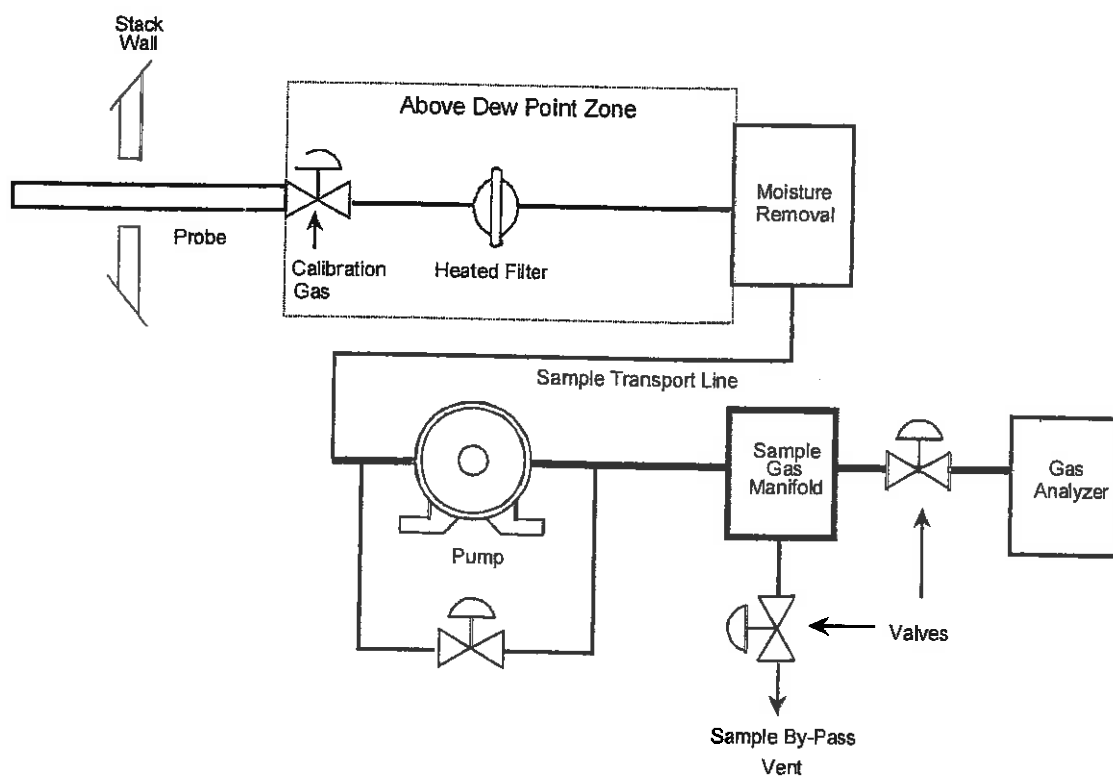 Stack
Wall
Above Dew Point Zone
Moisture
Removal
Probe
Calibration
Gas
Heated Filter
Sample Transport Line
Sample
Gas
Manifold
Gas
Analyzer
Pump
Valves
Sample By-Pass
Vent